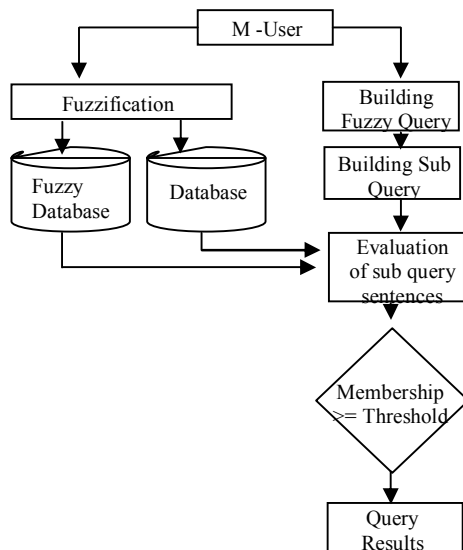 M -User
Fuzzification
Building
Fuzzy Query
Building Sub
Query
Fuzzy
Database
Database
Evaluation
of sub query
sentences
Membership
>= Threshold
Query
Results